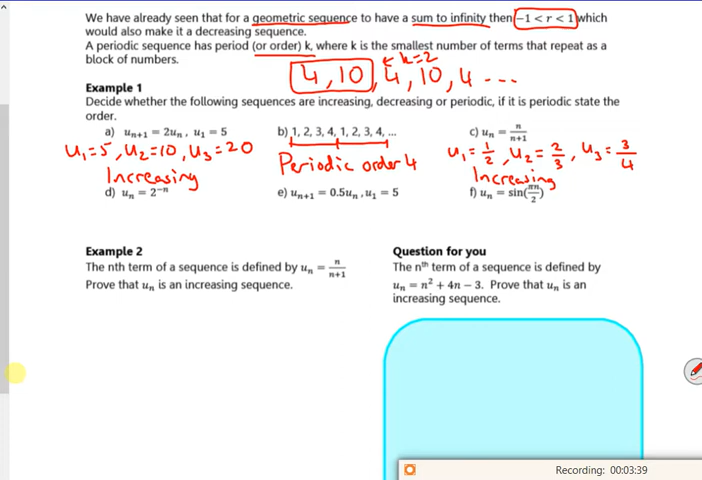 We have already seen that for a geometric sequence to have a sum to infinity then −1 < r < 1 which
would also make it a decreasing sequence.
A periodic sequence has period (or order) k, where k is the smallest number of terms that repeat as a
block of numbers.
k=2
4, 10, 4, 10, 4 ...
Example 1
Decide whether the following sequences are increasing, decreasing or periodic, if it is periodic state the
order.
a) uₙ₊₁ = 2uₙ , u₁ = 5 b) 1, 2, 3, 4, 1, 2, 3, 4, ... c) uₙ = n/(n+1)
u₁=5, u₂=10, u₃=20 Periodic order 4 u₁=1/2, u₂=2/3, u₃=3/4
Increasing Increasing
d) uₙ = 2⁻ⁿ e) uₙ₊₁ = 0.5uₙ , u₁ = 5 f) uₙ = sin(πn/2)
Example 2
The nth term of a sequence is defined by uₙ = n/(n+1)
Prove that uₙ is an increasing sequence.
Question for you
The nᵗʰ term of a sequence is defined by
uₙ = n² + 4n − 3. Prove that uₙ is an
increasing sequence.
Recording: 00:03:39